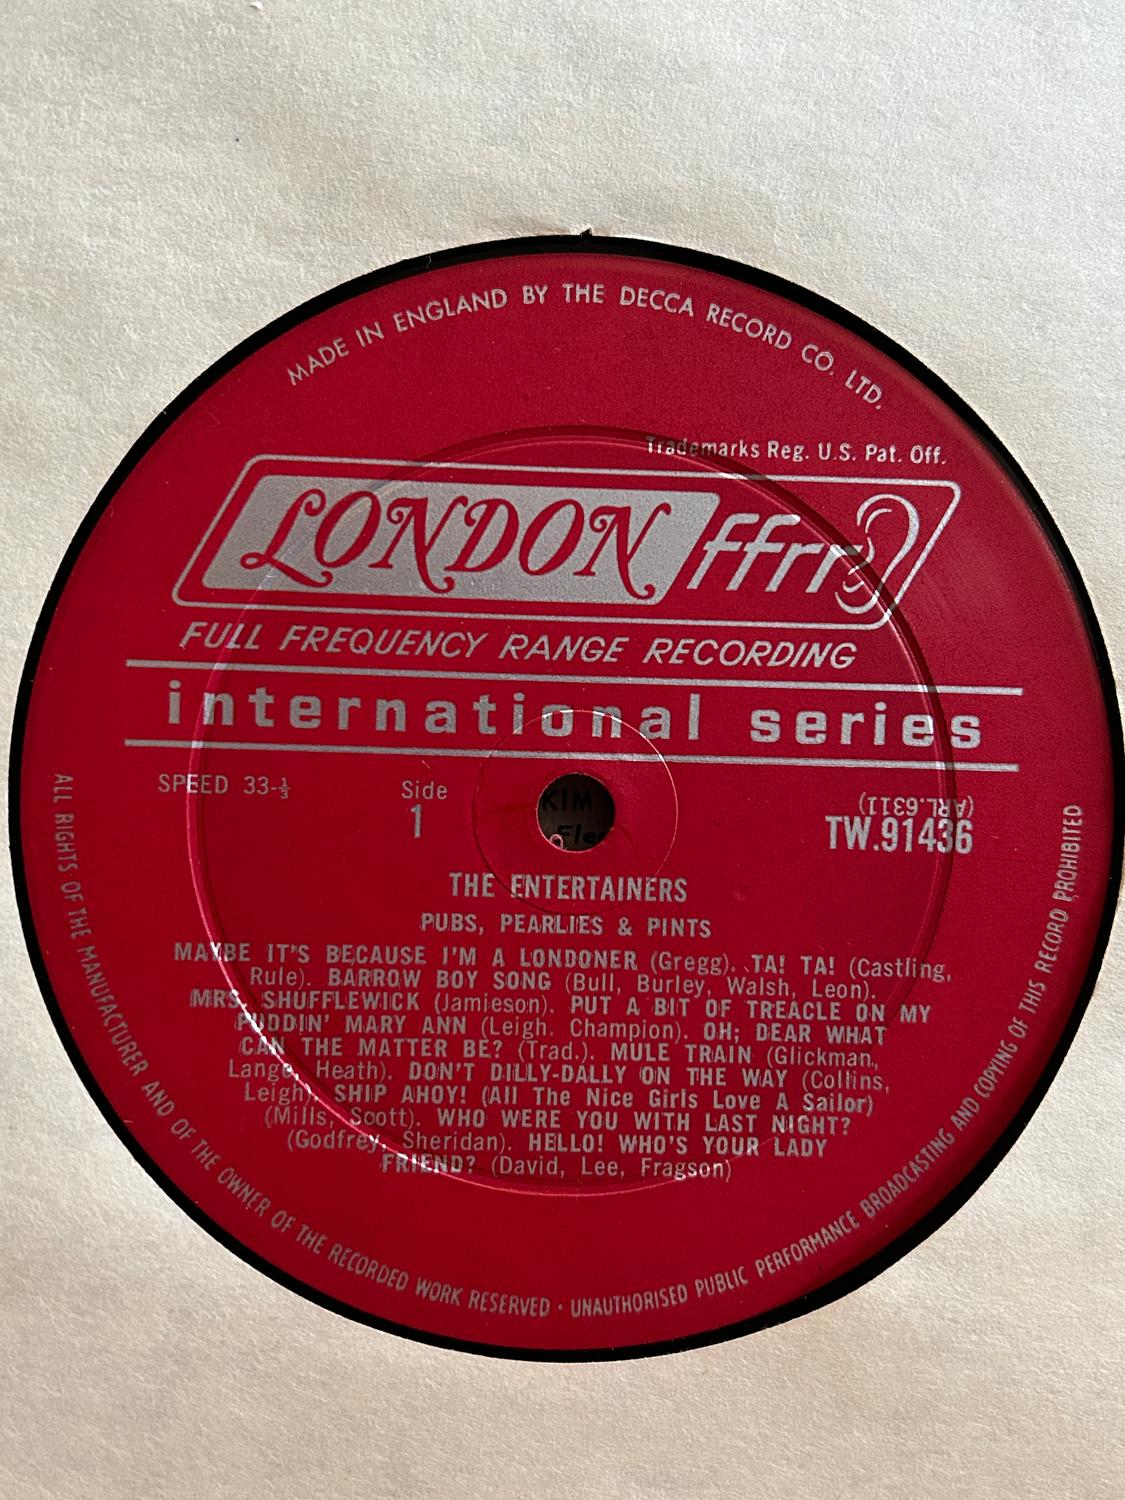 MADE IN ENGLAND BY THE DECCA RECORD CO. LTD.
Trademarks Reg. U.S. Pat. Off.
LONDON ffrr
FULL FREQUENCY RANGE RECORDING
international series
SPEED 33-⅓
Side
1
(ARL.6311)
TW.91436
KIM
THE ENTERTAINERS
PUBS, PEARLIES & PINTS
MAYBE IT'S BECAUSE I'M A LONDONER (Gregg). TA! TA! (Castling,
Rule). BARROW BOY SONG (Bull, Burley, Walsh, Leon).
MRS. SHUFFLEWICK (Jamieson). PUT A BIT OF TREACLE ON MY
PUDDIN' MARY ANN (Leigh. Champion). OH; DEAR WHAT
CAN THE MATTER BE? (Trad.). MULE TRAIN (Glickman,
Lange, Heath). DON'T DILLY-DALLY ON THE WAY (Collins,
Leigh). SHIP AHOY! (All The Nice Girls Love A Sailor)
(Mills, Scott). WHO WERE YOU WITH LAST NIGHT?
(Godfrey, Sheridan). HELLO! WHO'S YOUR LADY
FRIEND? (David, Lee, Fragson)
ALL RIGHTS OF THE MANUFACTURER AND OF THE OWNER OF THE RECORDED WORK RESERVED · UNAUTHORISED PUBLIC PERFORMANCE BROADCASTING AND COPYING OF THIS RECORD PROHIBITED